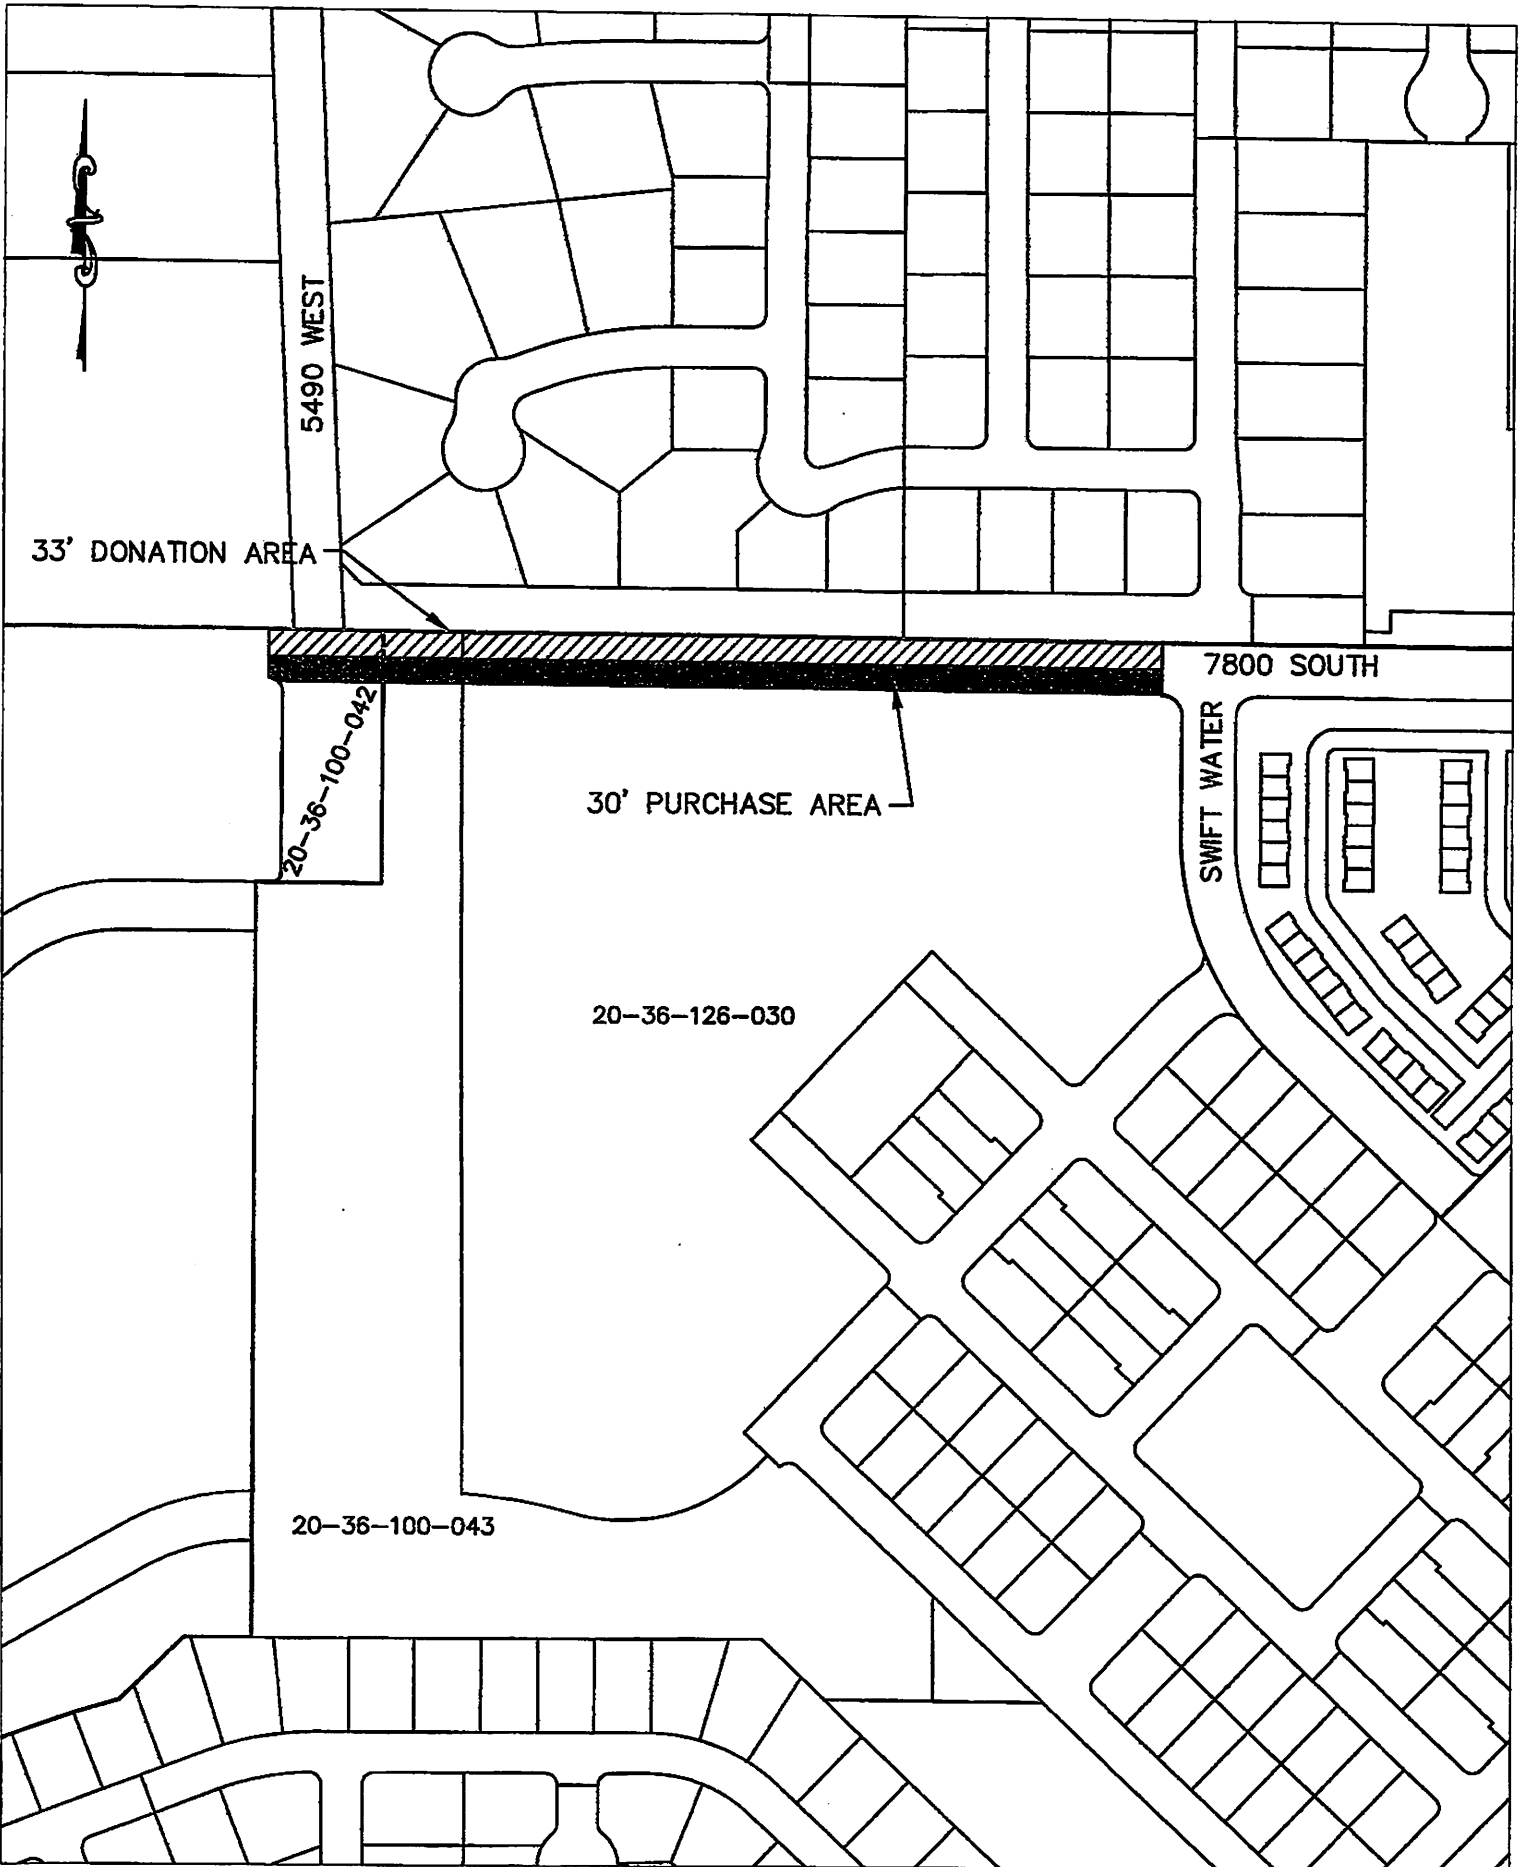 5490 WEST
33' DONATION AREA
7800 SOUTH
20-36-100-042
SWIFT WATER
30' PURCHASE AREA
20-36-126-030
20-36-100-043